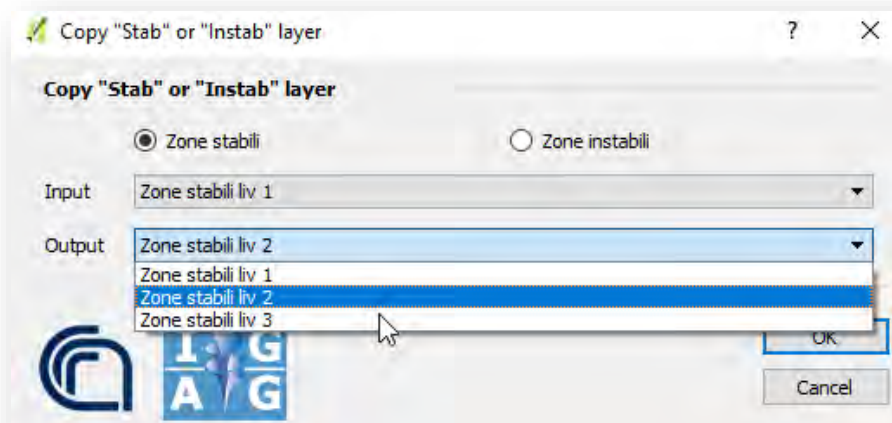 Copy "Stab" or "Instab" layer ?
Copy "Stab" or "Instab" layer
Zone stabili Zone instabili
Input Zone stabili liv 1
Output Zone stabili liv 2
Zone stabili liv 1
Zone stabili liv 2
Zone stabili liv 3
OK
Cancel
I G
A G